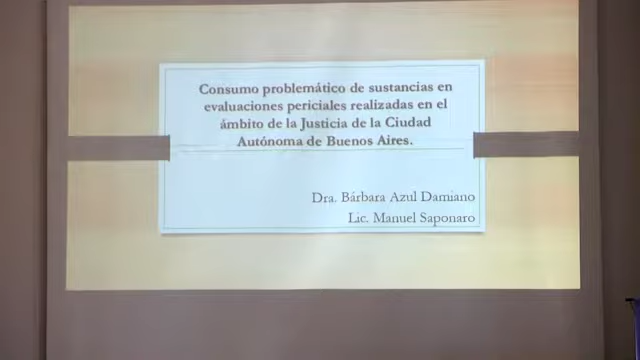 Consumo problemático de sustancias en
evaluaciones periciales realizadas en el
ámbito de la Justicia de la Ciudad
Autónoma de Buenos Aires.
Dra. Bárbara Azul Damiano
Lic. Manuel Saponaro